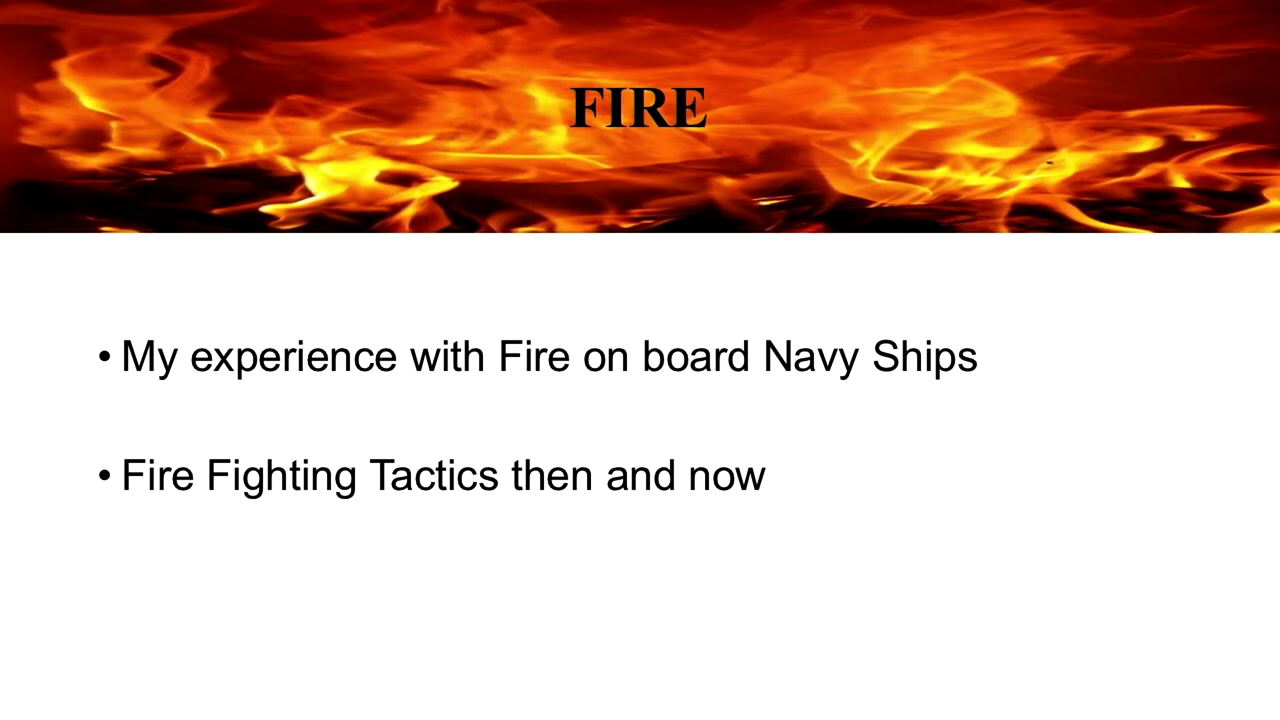 FIRE
• My experience with Fire on board Navy Ships
• Fire Fighting Tactics then and now